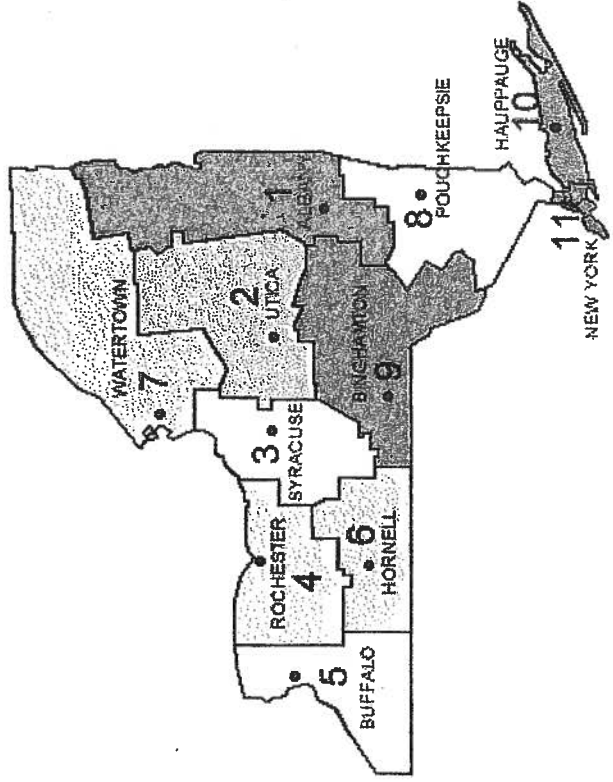 WATERTOWN
7
1
ALBANY
2
UTICA
ROCHESTER
4
3
SYRACUSE
5
BUFFALO
6
HORNELL
BINGHAMTON
9
8
POUCHKEEPSIE
HAUPPAUGE
10
11
NEW YORK